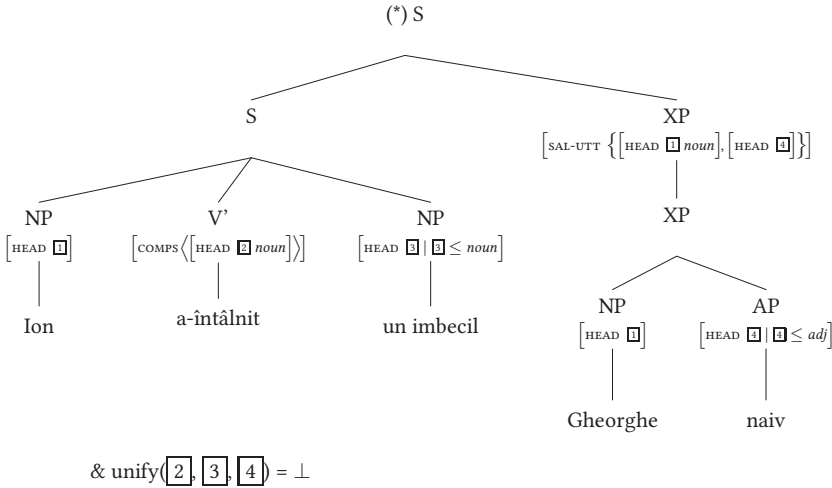 (*) S
S XP
[SAL-UTT {[HEAD 1 noun], [HEAD 4]}]
NP V’ NP XP
[HEAD 1] [COMPS⟨[HEAD 2 noun]⟩] [HEAD 3 | 3 ≤ noun]
Ion a-întâlnit un imbecil
NP AP
[HEAD 1] [HEAD 4 | 4 ≤ adj]
Gheorghe naiv
& unify(2, 3, 4) = ⊥